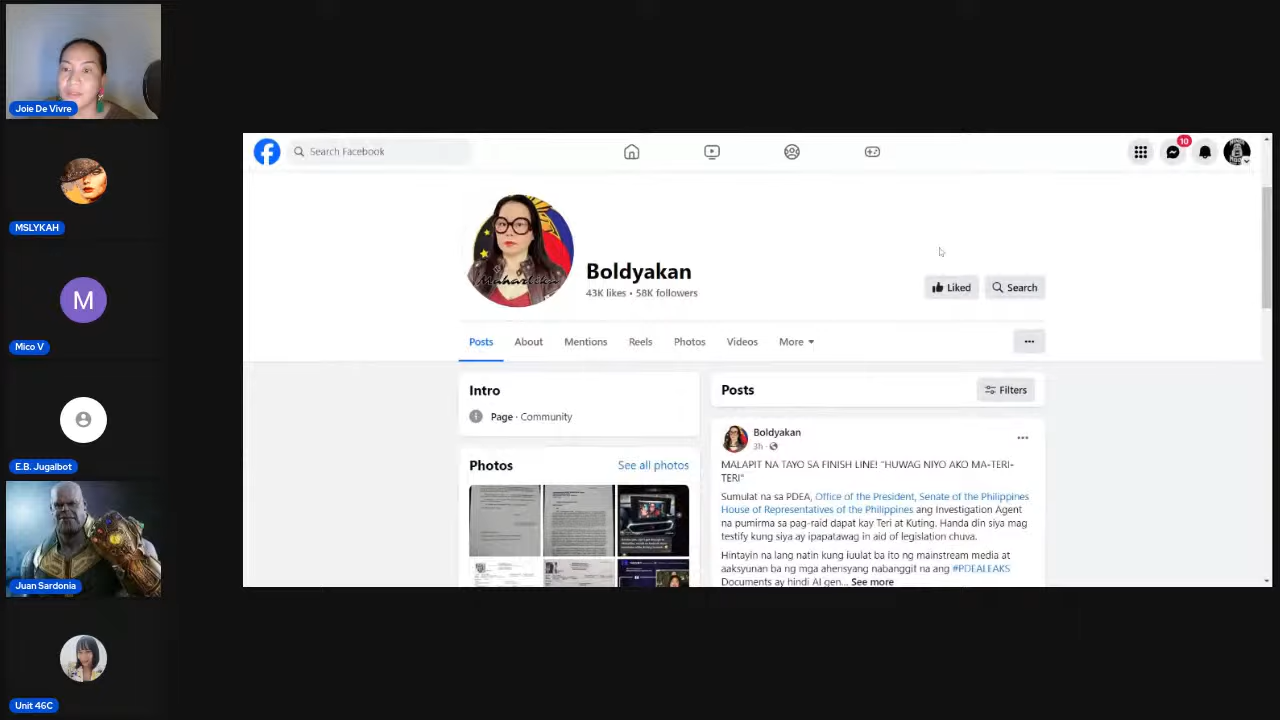 Joie De Vivre
MSLYKAH
M
Mico V
E.B. Jugalbot
Juan Sardonia
Unit 46C
Search Facebook
10
Maharlika
Boldyakan
43K likes • 58K followers
Liked
Search
Posts
About
Mentions
Reels
Photos
Videos
More
Intro
Page · Community
Photos
See all photos
Posts
Filters
Boldyakan
3h
MALAPIT NA TAYO SA FINISH LINE! "HUWAG NIYO AKO MA-TERI-
TERI"
Sumulat na sa PDEA, Office of the President, Senate of the Philippines
House of Representatives of the Philippines ang Investigation Agent
na pumirma sa pag-raid dapat kay Teri at Kuting. Handa din siya mag
testify kung siya ay ipapatawag in aid of legislation chuva.
Hintayin na lang natin kung iuulat ba ito ng mainstream media at
aaksyunan ba ng mga ahensyang nabanggit na ang #PDEALEAKS
Documents ay hindi AI gen... See more